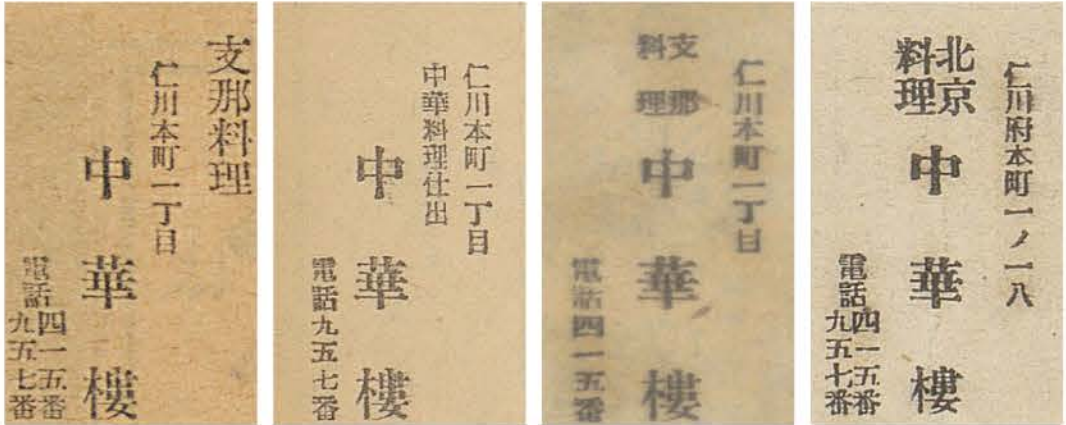 支那料理
仁川本町一丁目
中華樓
電話
四一五番
九五七番
仁川本町一丁目
中華料理仕出
中華樓
電話九五七番
仁川本町一丁目
支那
料理
中華樓
電話四一五番
仁川府本町一ノ一八
北京
料理
中華樓
電話
四一五番
九五七番